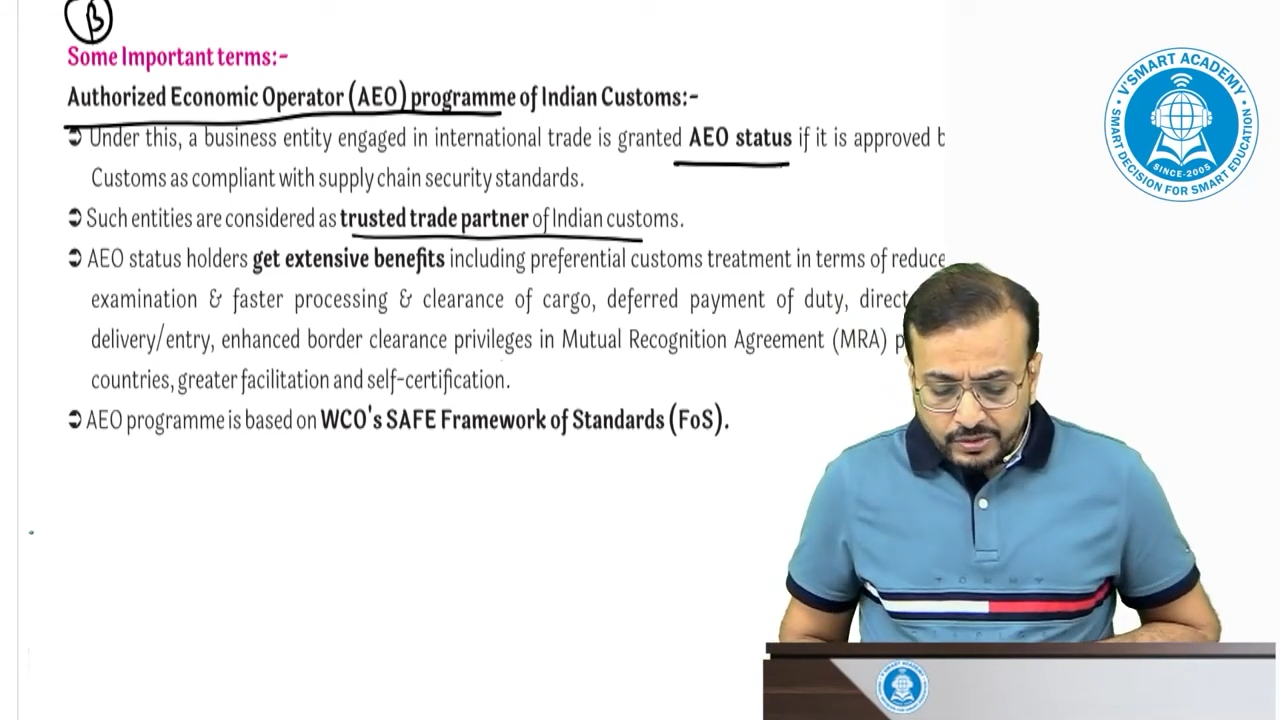 B
Some Important terms:-
Authorized Economic Operator (AEO) programme of Indian Customs:-
➲ Under this, a business entity engaged in international trade is granted AEO status if it is approved
Customs as compliant with supply chain security standards.
➲ Such entities are considered as trusted trade partner of Indian customs.
➲ AEO status holders get extensive benefits including preferential customs treatment in terms of reduce
examination & faster processing & clearance of cargo, deferred payment of duty, direct
delivery/entry, enhanced border clearance privileges in Mutual Recognition Agreement (MRA)
countries, greater facilitation and self-certification.
➲ AEO programme is based on WCO's SAFE Framework of Standards (FoS).
V'SMART ACADEMY
SINCE-2005
SMART DECISION FOR SMART EDUCATION
TOMMY